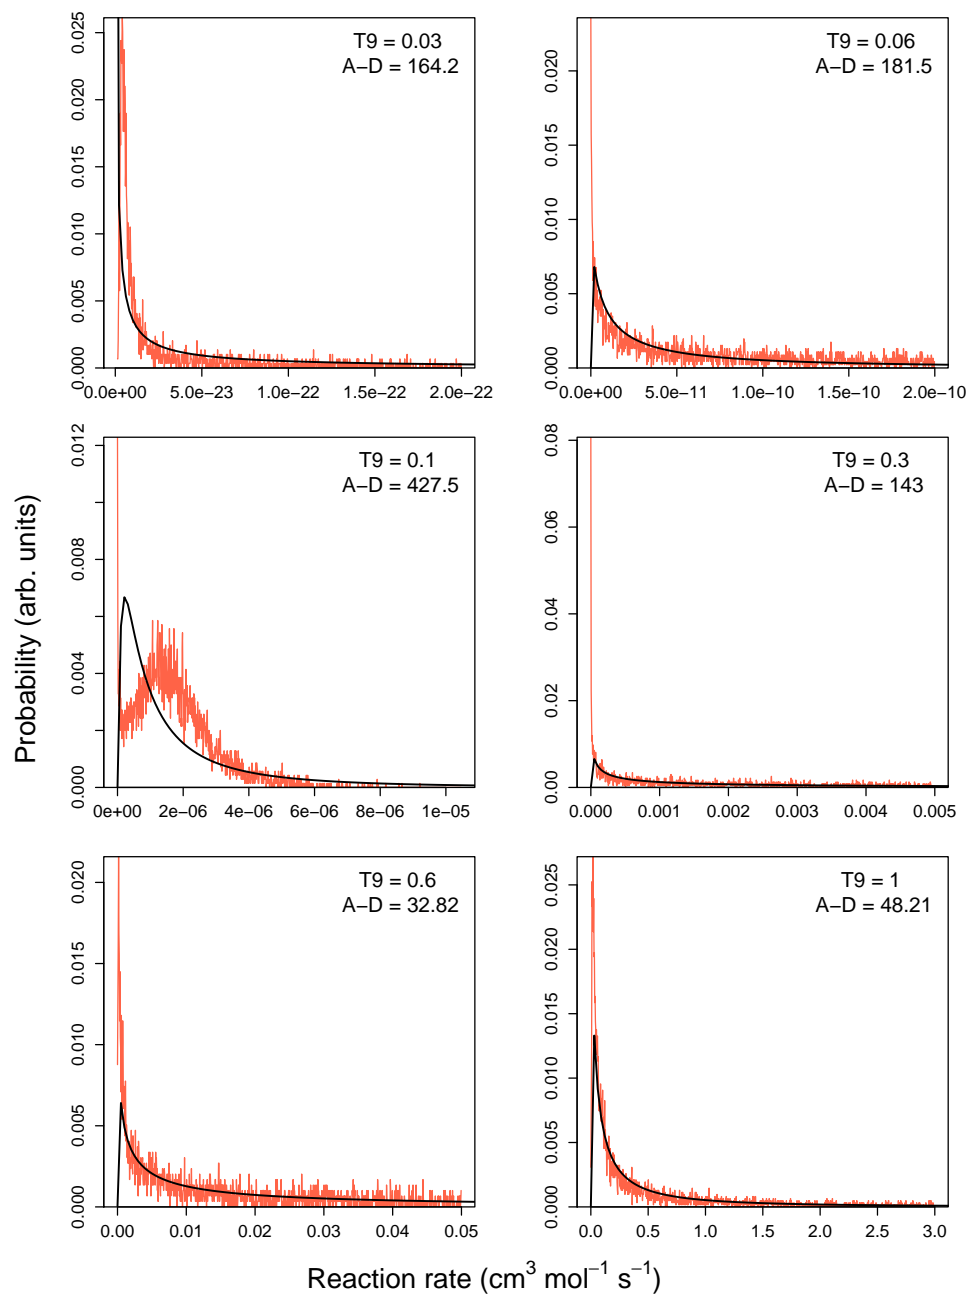 T9 = 0.03
A−D = 164.2
0.000 0.005 0.010 0.015 0.020 0.025
0.0e+00 5.0e−23 1.0e−22 1.5e−22 2.0e−22
T9 = 0.06
A−D = 181.5
0.000 0.005 0.010 0.015 0.020
0.0e+00 5.0e−11 1.0e−10 1.5e−10 2.0e−10
T9 = 0.1
A−D = 427.5
0.000 0.004 0.008 0.012
0e+00 2e−06 4e−06 6e−06 8e−06 1e−05
T9 = 0.3
A−D = 143
0.00 0.02 0.04 0.06 0.08
0.000 0.001 0.002 0.003 0.004 0.005
T9 = 0.6
A−D = 32.82
0.000 0.005 0.010 0.015 0.020
0.00 0.01 0.02 0.03 0.04 0.05
T9 = 1
A−D = 48.21
0.000 0.005 0.010 0.015 0.020 0.025
0.0 0.5 1.0 1.5 2.0 2.5 3.0
Probability (arb. units)
Reaction rate (cm³ mol⁻¹ s⁻¹)